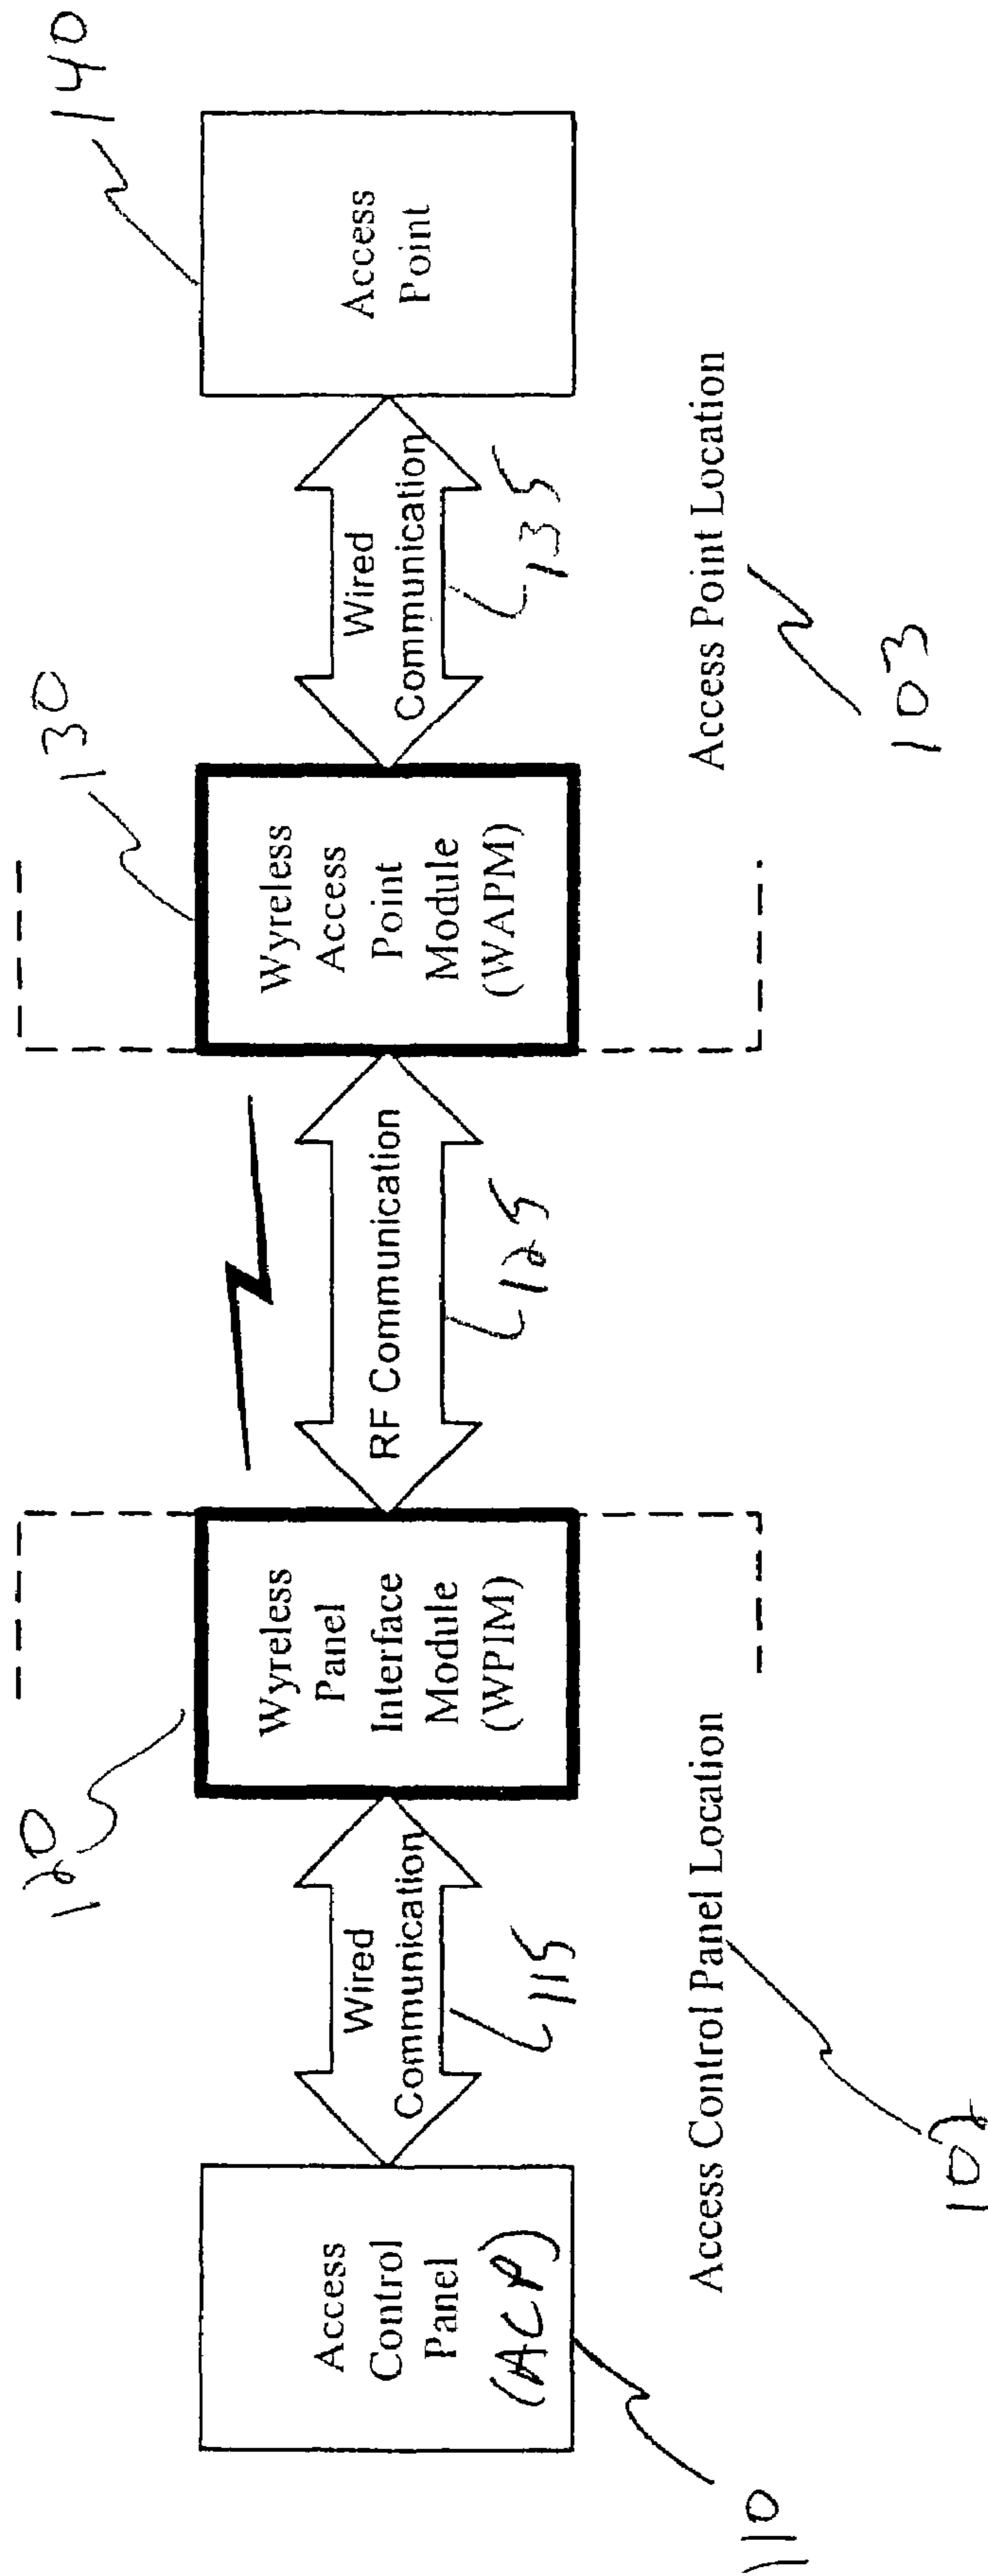 120
130
140
Access
Control
Panel
(ACP)
Wired
Communication
Wyreless
Panel
Interface
Module
(WPIM)
RF Communication
Wyreless
Access
Point
Module
(WAPM)
Wired
Communication
Access
Point
115
125
135
110
Access Control Panel Location
102
Access Point Location
103